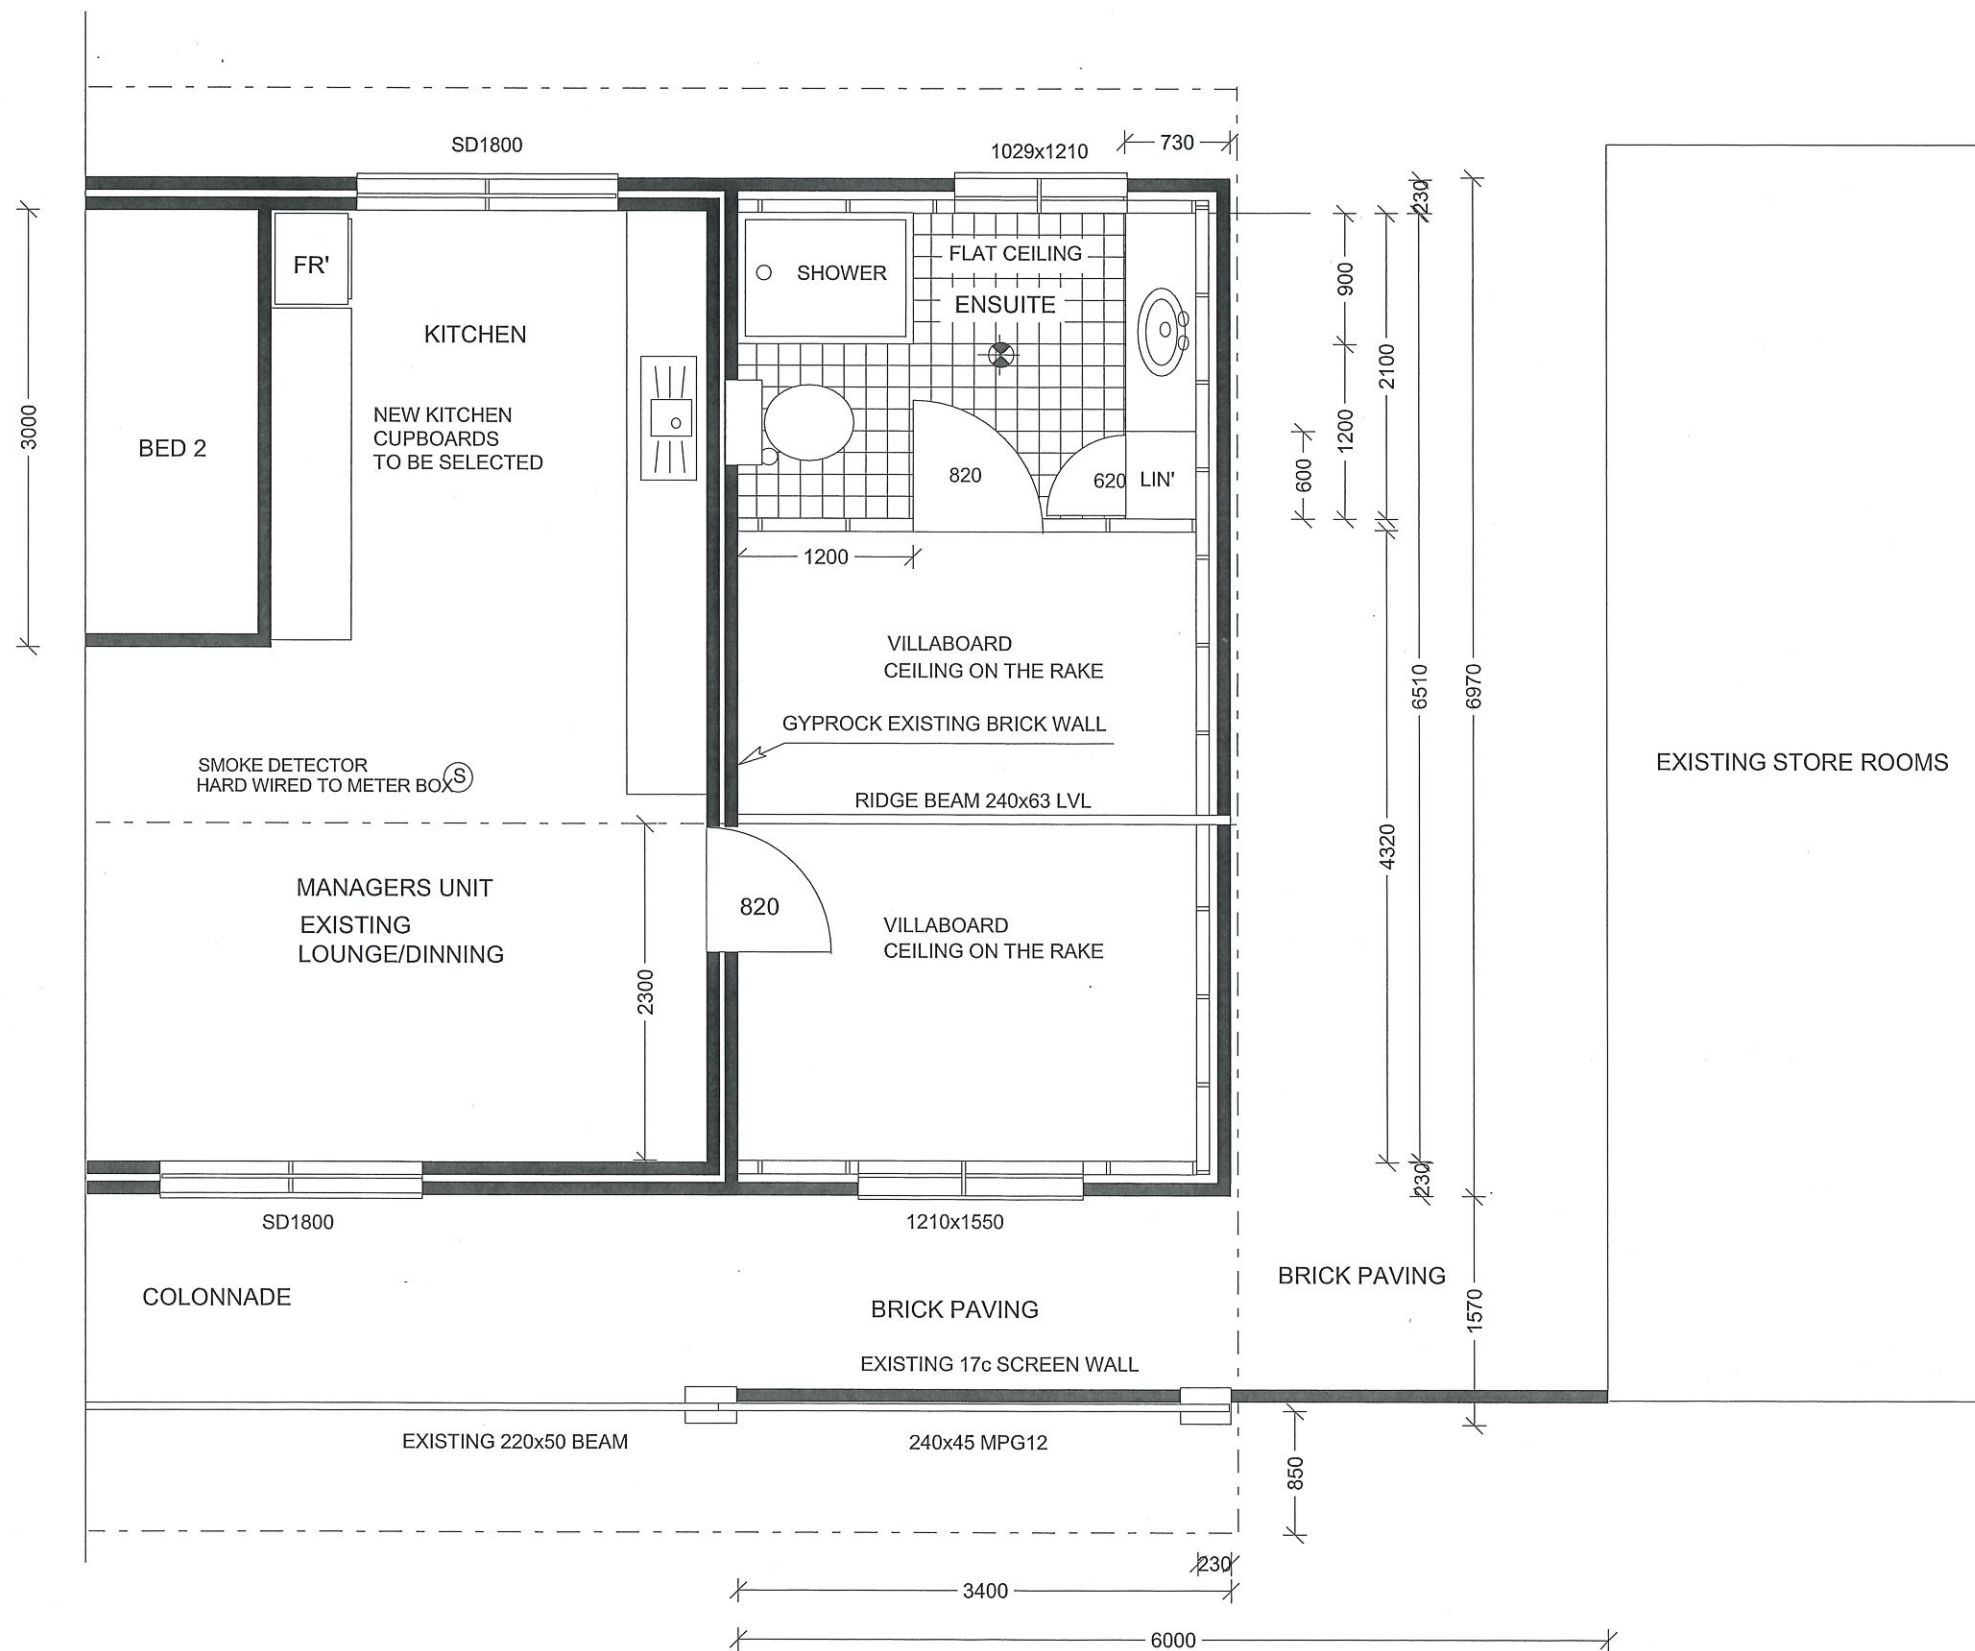 SD1800
1029x1210
730
230
FR'
SHOWER
FLAT CEILING
ENSUITE
KITCHEN
900
2100
3000
BED 2
NEW KITCHEN
CUPBOARDS
TO BE SELECTED
820
620
LIN'
600
1200
1200
VILLABOARD
CEILING ON THE RAKE
6510
6970
GYPROCK EXISTING BRICK WALL
SMOKE DETECTOR
HARD WIRED TO METER BOX
S
EXISTING STORE ROOMS
RIDGE BEAM 240x63 LVL
4320
MANAGERS UNIT
EXISTING
LOUNGE/DINNING
820
VILLABOARD
CEILING ON THE RAKE
2300
230
SD1800
1210x1550
COLONNADE
BRICK PAVING
BRICK PAVING
1570
EXISTING 17c SCREEN WALL
EXISTING 220x50 BEAM
240x45 MPG12
850
230
3400
6000